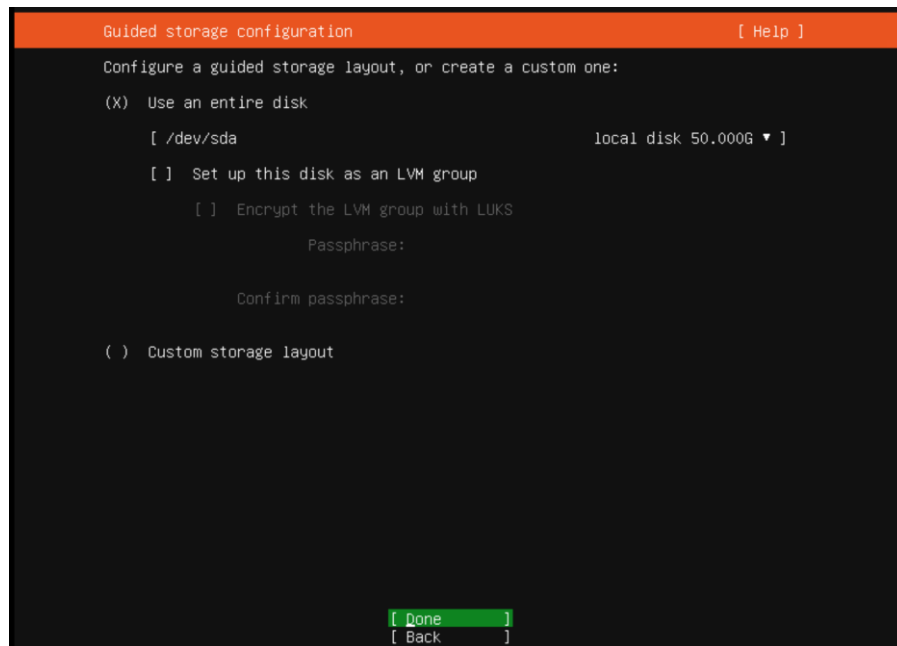 Guided storage configuration [ Help ]
Configure a guided storage layout, or create a custom one:
(X) Use an entire disk
[ /dev/sda local disk 50.000G ▾ ]
[ ] Set up this disk as an LVM group
[ ] Encrypt the LVM group with LUKS
Passphrase:
Confirm passphrase:
( ) Custom storage layout
[ Done ]
[ Back ]